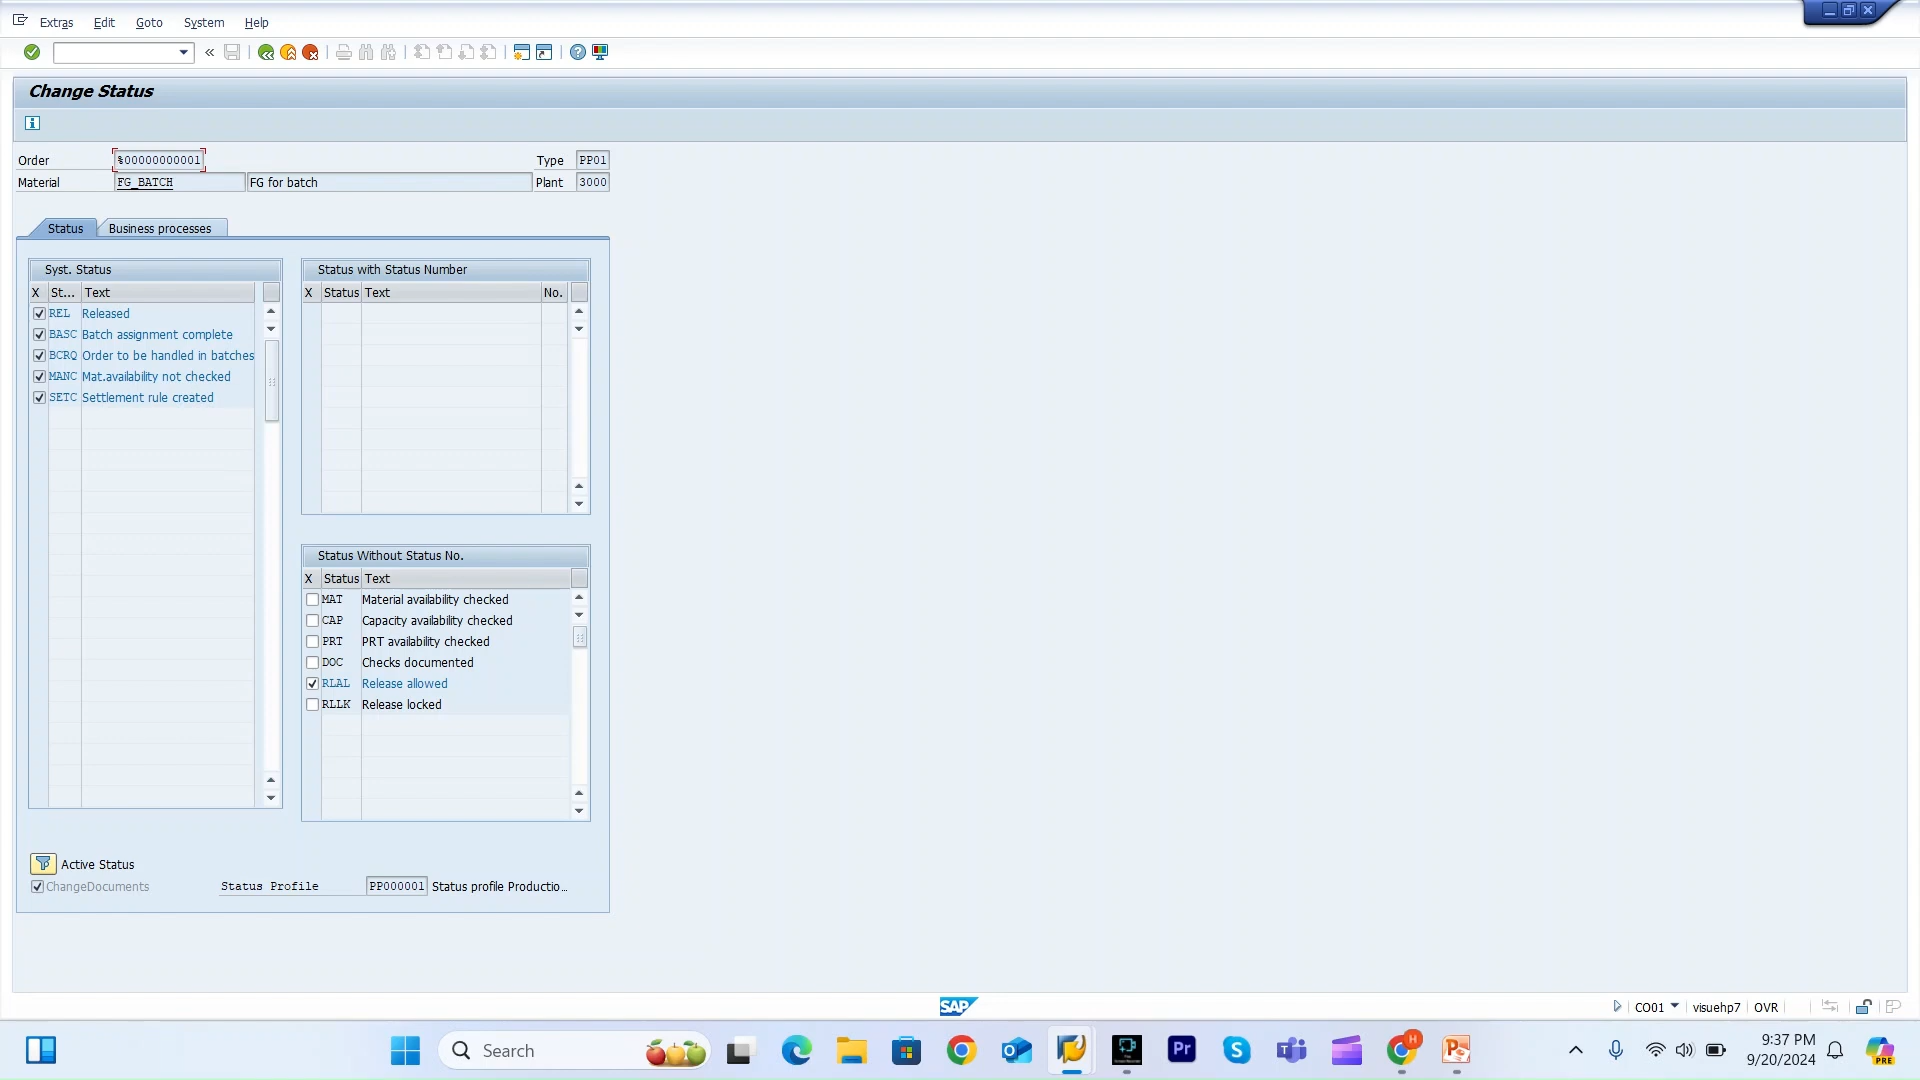 Extras Edit Goto System Help
Change Status
Order %00000000001 Type PP01
Material FG_BATCH FG for batch Plant 3000
Status Business processes
Syst. Status
X St... Text
REL Released
BASC Batch assignment complete
BCRQ Order to be handled in batches
MANC Mat.availability not checked
SETC Settlement rule created
Status with Status Number
X Status Text No.
Status Without Status No.
X Status Text
MAT Material availability checked
CAP Capacity availability checked
PRT PRT availability checked
DOC Checks documented
RLAL Release allowed
RLLK Release locked
Active Status
ChangeDocuments Status Profile PP000001 Status profile Productio...
SAP CO01 visuehp7 OVR
Search Pr H 9:37 PM
9/20/2024 PRE